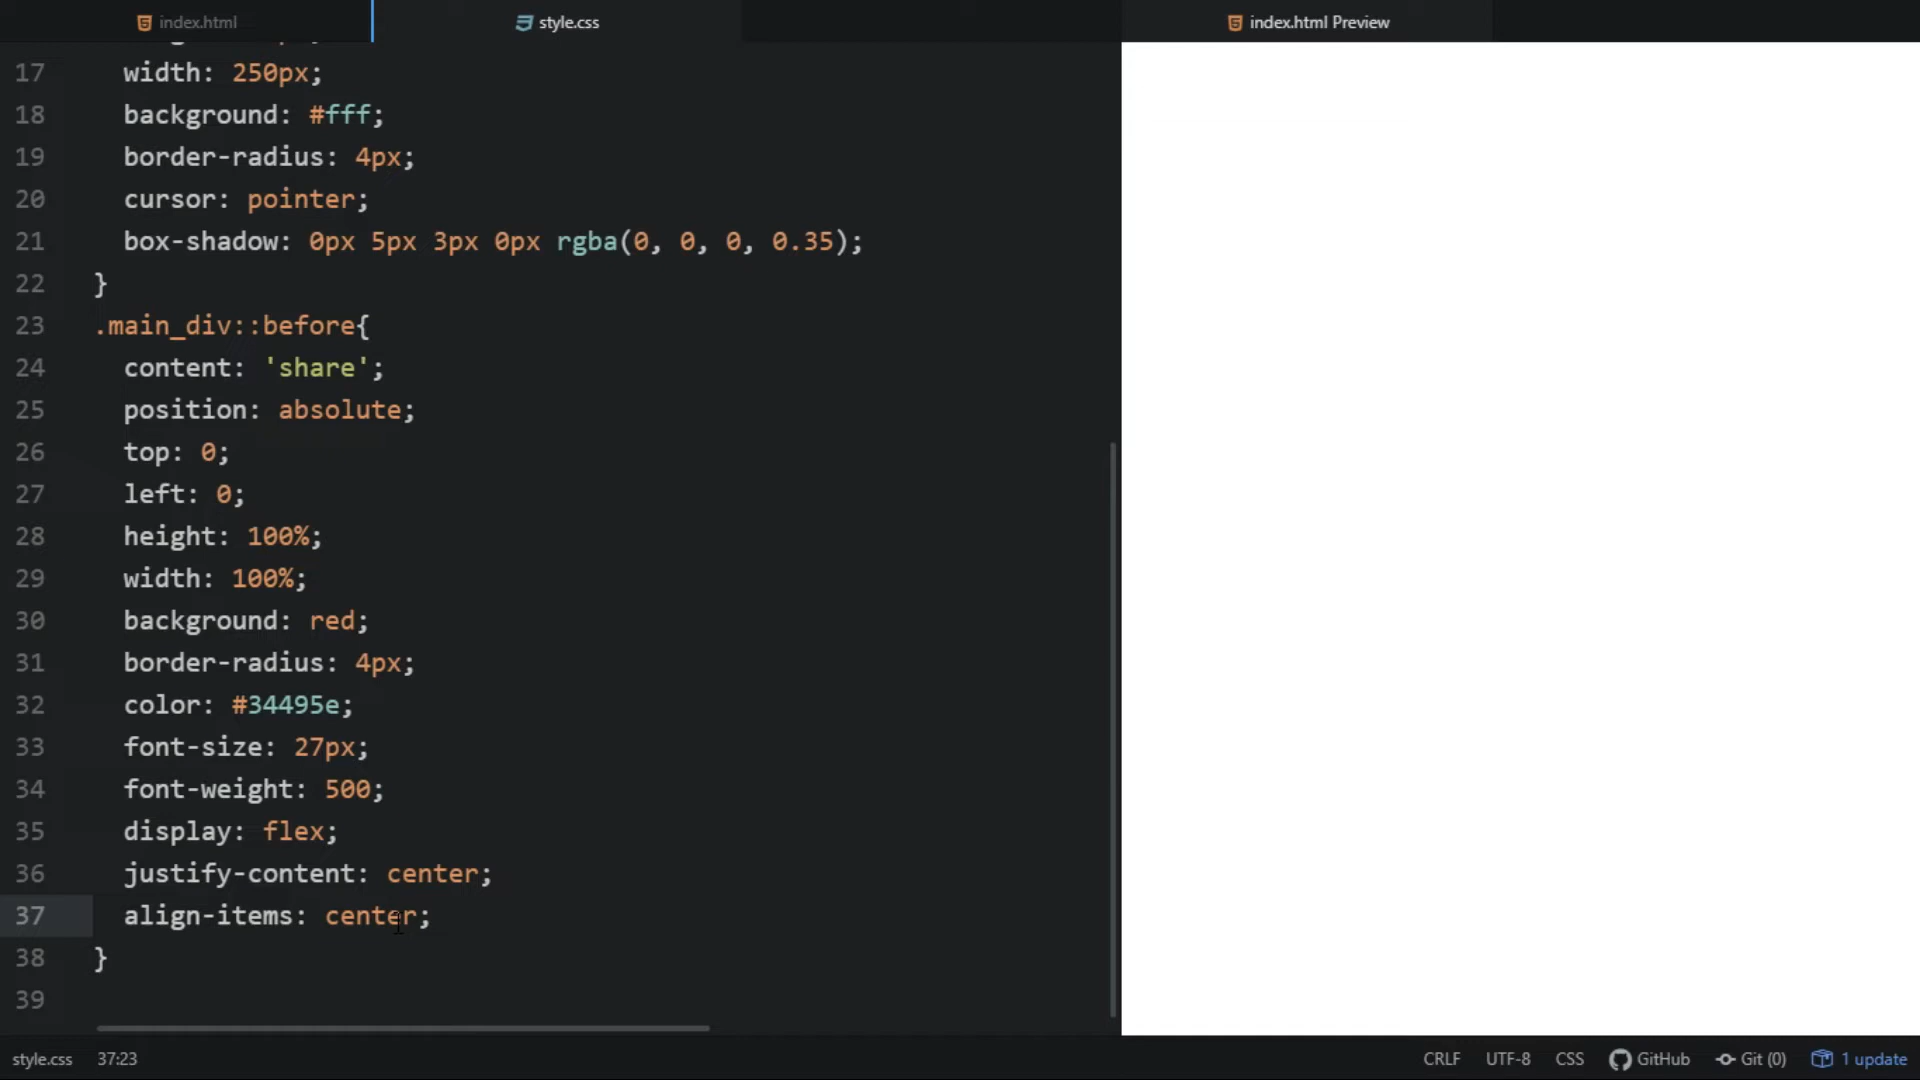 index.html
style.css
index.html Preview
17 width: 250px;
18 background: #fff;
19 border-radius: 4px;
20 cursor: pointer;
21 box-shadow: 0px 5px 3px 0px rgba(0, 0, 0, 0.35);
22 }
23 .main_div::before{
24 content: 'share';
25 position: absolute;
26 top: 0;
27 left: 0;
28 height: 100%;
29 width: 100%;
30 background: red;
31 border-radius: 4px;
32 color: #34495e;
33 font-size: 27px;
34 font-weight: 500;
35 display: flex;
36 justify-content: center;
37 align-items: center;
38 }
39
style.css 37:23 CRLF UTF-8 CSS GitHub Git (0) 1 update